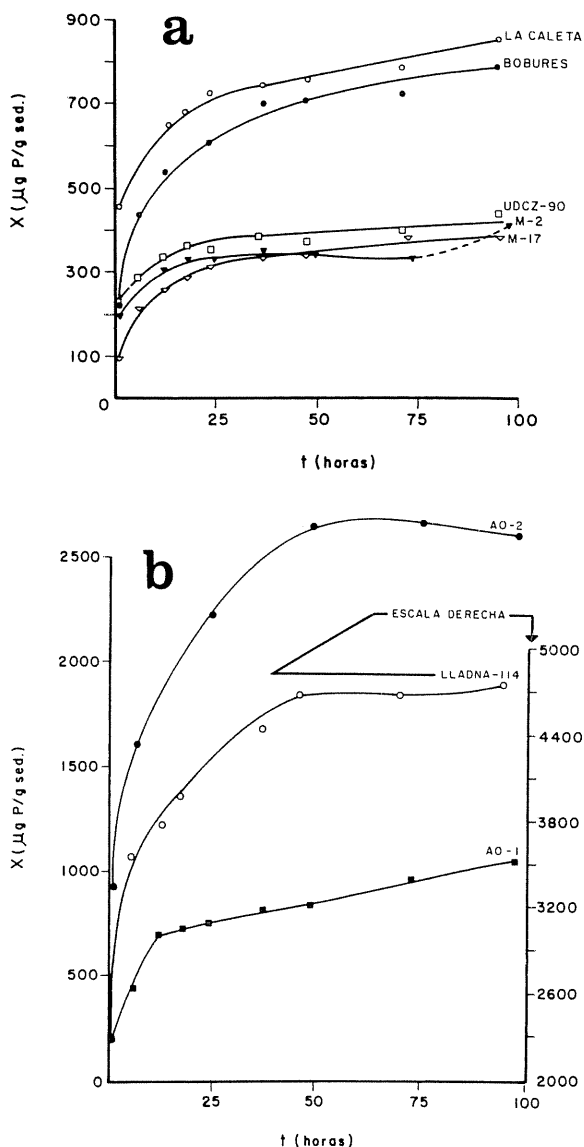 a
LA CALETA
BOBURES
UDCZ-90
M-2
M-17
X (µg P/g sed.)
900
700
500
300
100
0
25
50
75
100
t (horas)
b
AO-2
ESCALA DERECHA
LLADNA-114
AO-1
X (µg P/g sed.)
2500
2000
1500
1000
500
0
5000
4400
3800
3200
2600
2000
25
50
75
100
t (horas)